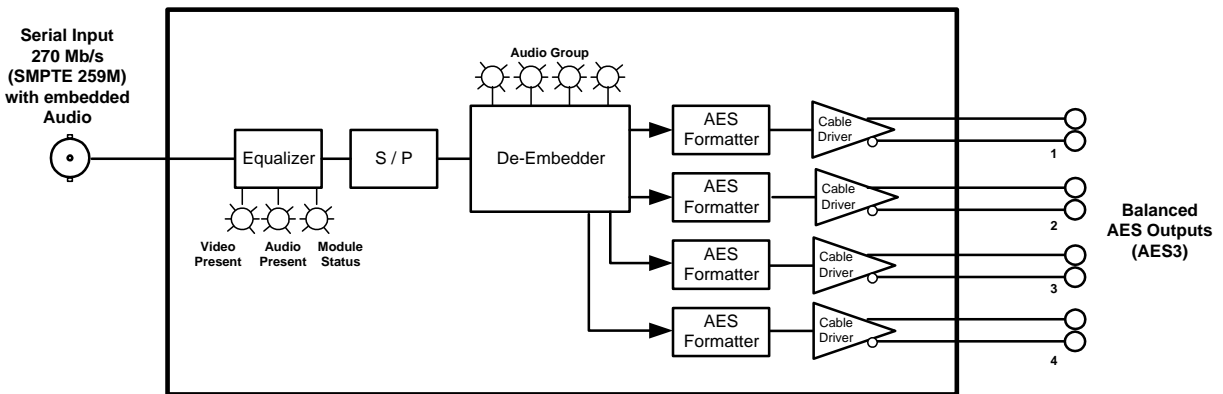 Serial Input
270 Mb/s
(SMPTE 259M)
with embedded
Audio
Equalizer
Video
Present
Audio
Present
Module
Status
S / P
Audio Group
De-Embedder
AES
Formatter
Cable
Driver
1
AES
Formatter
Cable
Driver
2
AES
Formatter
Cable
Driver
3
AES
Formatter
Cable
Driver
4
Balanced
AES Outputs
(AES3)